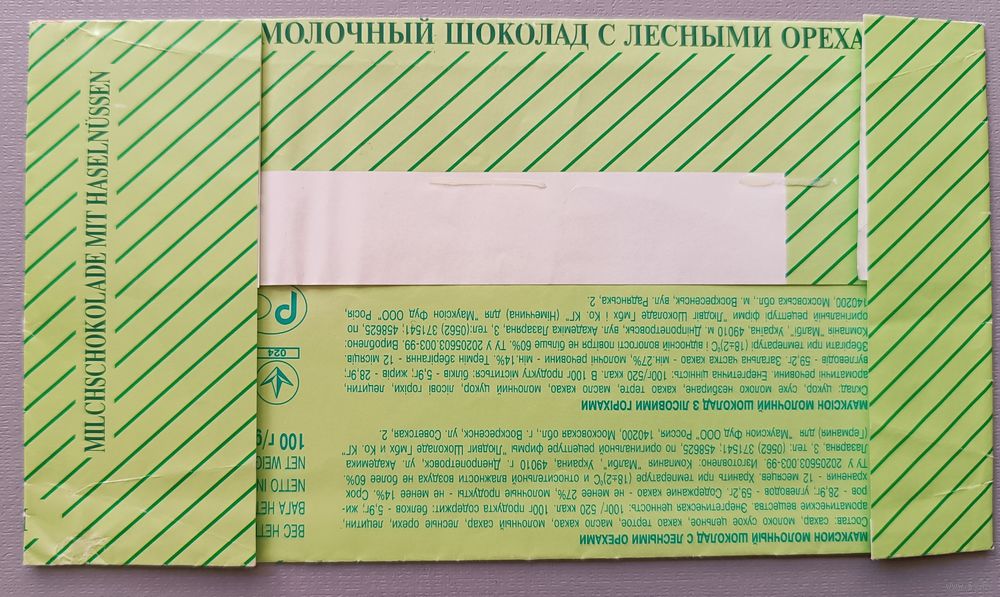 МОЛОЧНЫЙ ШОКОЛАД С ЛЕСНЫМИ ОРЕХА
MILCHSCHOKOLADE MIT HASELNÜSSEN
МАУКСИОН МОЛОЧНЫЙ ШОКОЛАД С ЛЕСНЫМИ ОРЕХАМИ
Состав: сахар, молоко сухое цельное, какао тертое, масло какао, молочный сахар, лесные орехи, лецитин,
ароматические вещества Энергетическая ценность: 100г/ 520 ккал. 100г продукта содержит: белков - 5,9г; жи-
ров - 28,9г; углеводов - 59,2г. Содержание какао - не менее 27%, молочные продукты - не менее 14%. Срок
хранения - 12 месяцев. Хранить при температуре (18±2)°С и относительной влажности воздуха не более 60%.
ТУ У 20205603.003-99. Изготовлено: Компания "Малби", Украина, 49010 г. Днепропетровск, ул. Академика
Лазаряна, 3, тел: (0562) 371541; 458625, по оригинальной рецептуре фирмы "Людвиг Шоколаде ГмбХ и Ко. КГ"
(Германия) для "Мауксион Фуд ООО" Россия, 140200, Московская обл., г. Воскресенск, ул. Советская, 2.
МАУКСИОН МОЛОЧНИЙ ШОКОЛАД З ЛІСОВИМИ ГОРІХАМИ
Склад: цукор, сухе молоко незбиране, какао терте, масло какао, молочний цукор, лісові горіхи, лецитин,
ароматичні речовини. Енергетична цінність: 100г/520 ккал. В 100г продукту міститься: білків - 5,9г; жирів - 28,9г;
вуглеводів - 59,2г. Загальна частка какао - мін.27%, молочні речовини - мін.14%. Термін зберігання - 12 місяців.
Зберігати при температурі (18±2)°С і відносній вологості повітря не більше 60%. ТУ У 20205603.003-99. Вироблено:
Компанія "Малбі", Україна, 49010 м. Дніпропетровськ, вул. Академіка Лазаряна, 3, тел:(0562) 371541; 458625, по
оригінальній рецептурі фірми "Людвіг Шоколаде ГмбХ і Ко. КГ" (Німеччина) для "Мауксіон Фуд ООО", Росія,
140200, Московська обл., м. Воскресенськ, вул. Радянська, 2.
ВЕС НЕТТ
ВАГА НЕТ
NETTO IN
NET WEIG
100 г/g
024